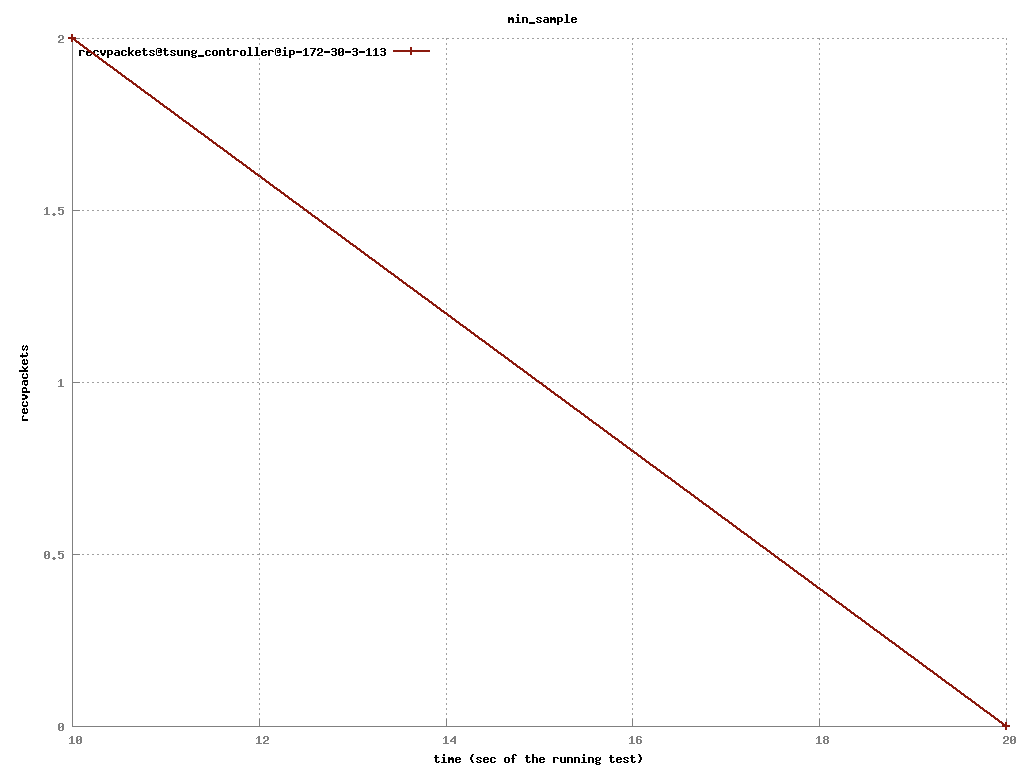 min_sample
2
recvpackets@tsung_controller@ip-172-30-3-113
1.5
recvpackets
1
0.5
0
10 12 14 16 18 20
time (sec of the running test)